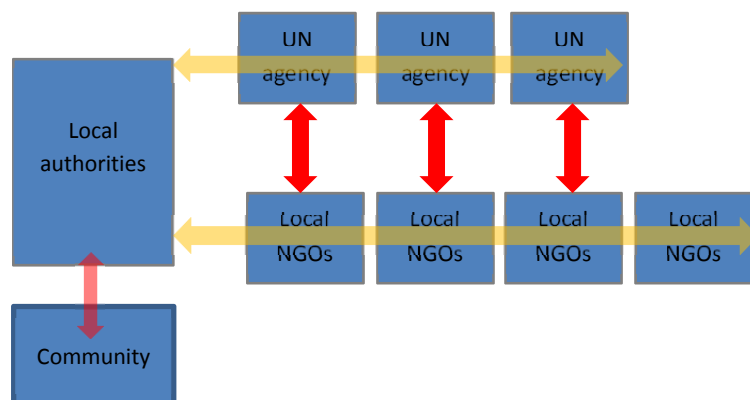 UN
agency
UN
agency
UN
agency
Local
authorities
Local
NGOs
Local
NGOs
Local
NGOs
Local
NGOs
Community